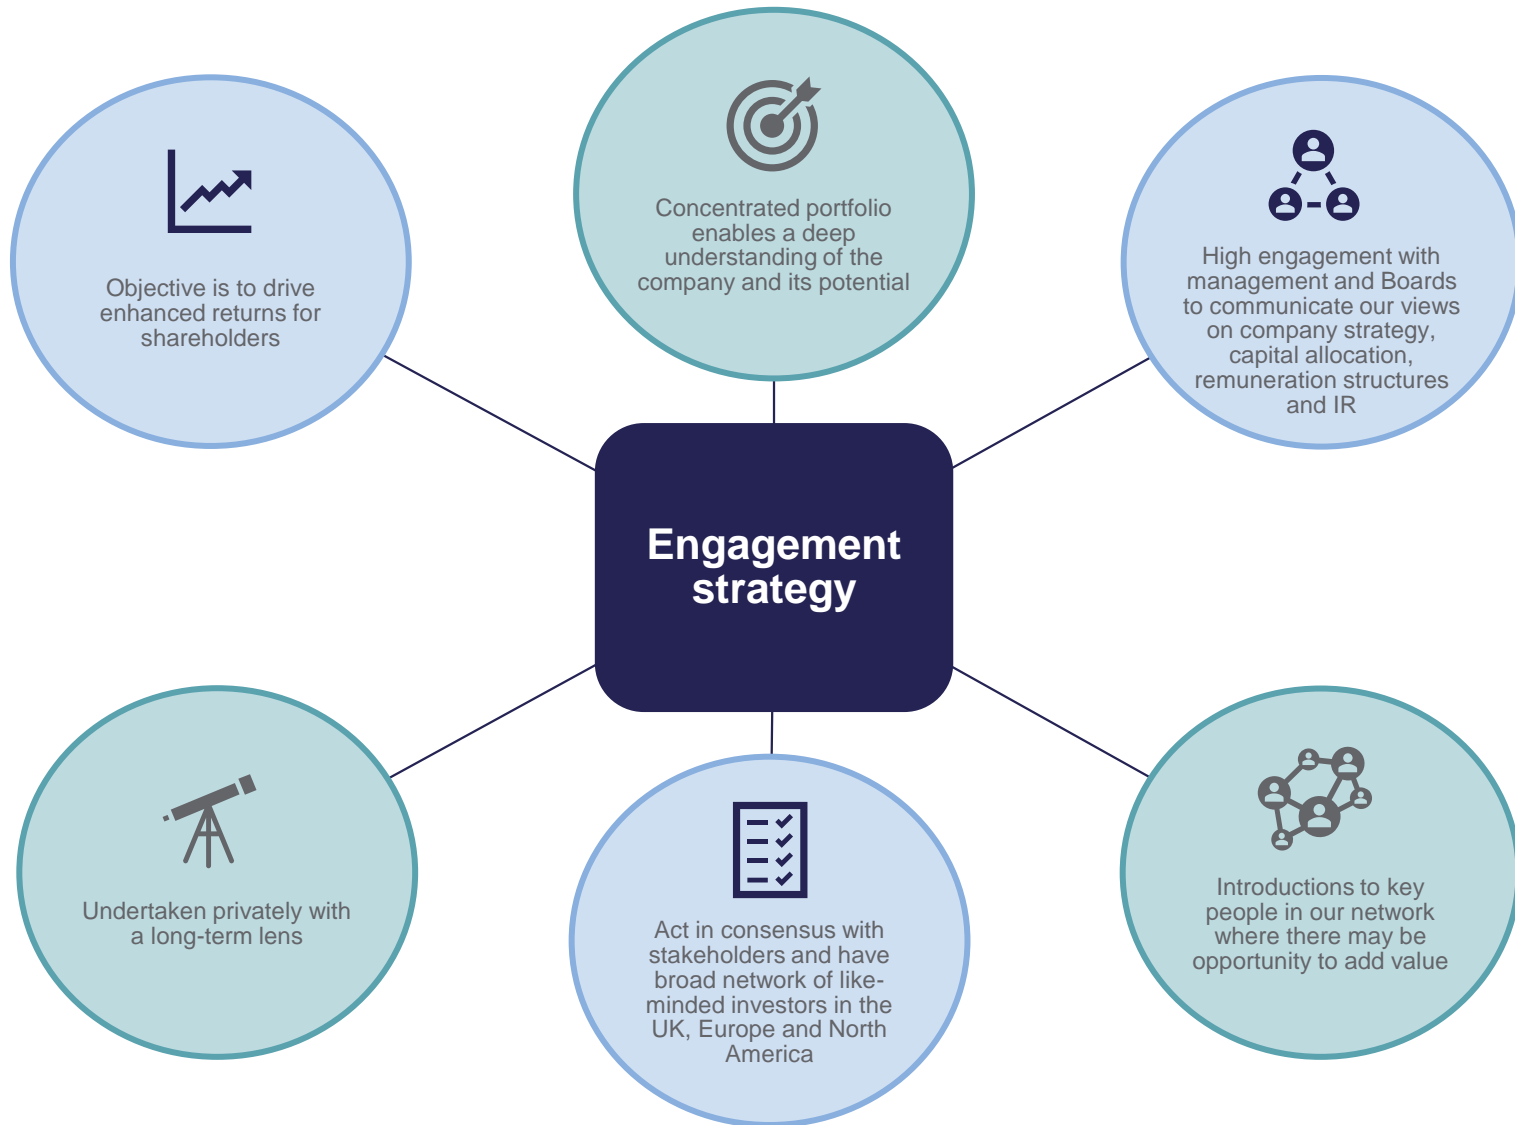 Objective is to drive
enhanced returns for
shareholders
Concentrated portfolio
enables a deep
understanding of the
company and its potential
High engagement with
management and Boards
to communicate our views
on company strategy,
capital allocation,
remuneration structures
and IR
Engagement
strategy
Undertaken privately with
a long-term lens
Act in consensus with
stakeholders and have
broad network of like-
minded investors in the
UK, Europe and North
America
Introductions to key
people in our network
where there may be
opportunity to add value